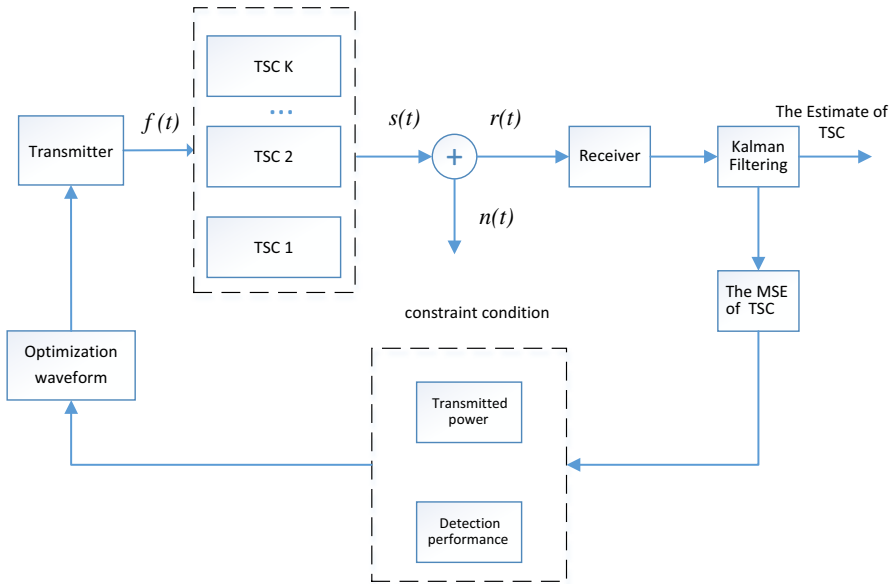 TSC K
...
TSC 2
TSC 1
Transmitter
f(t)
s(t)
+
r(t)
n(t)
Receiver
Kalman
Filtering
The Estimate of
TSC
The MSE
of TSC
constraint condition
Transmitted
power
Detection
performance
Optimization
waveform